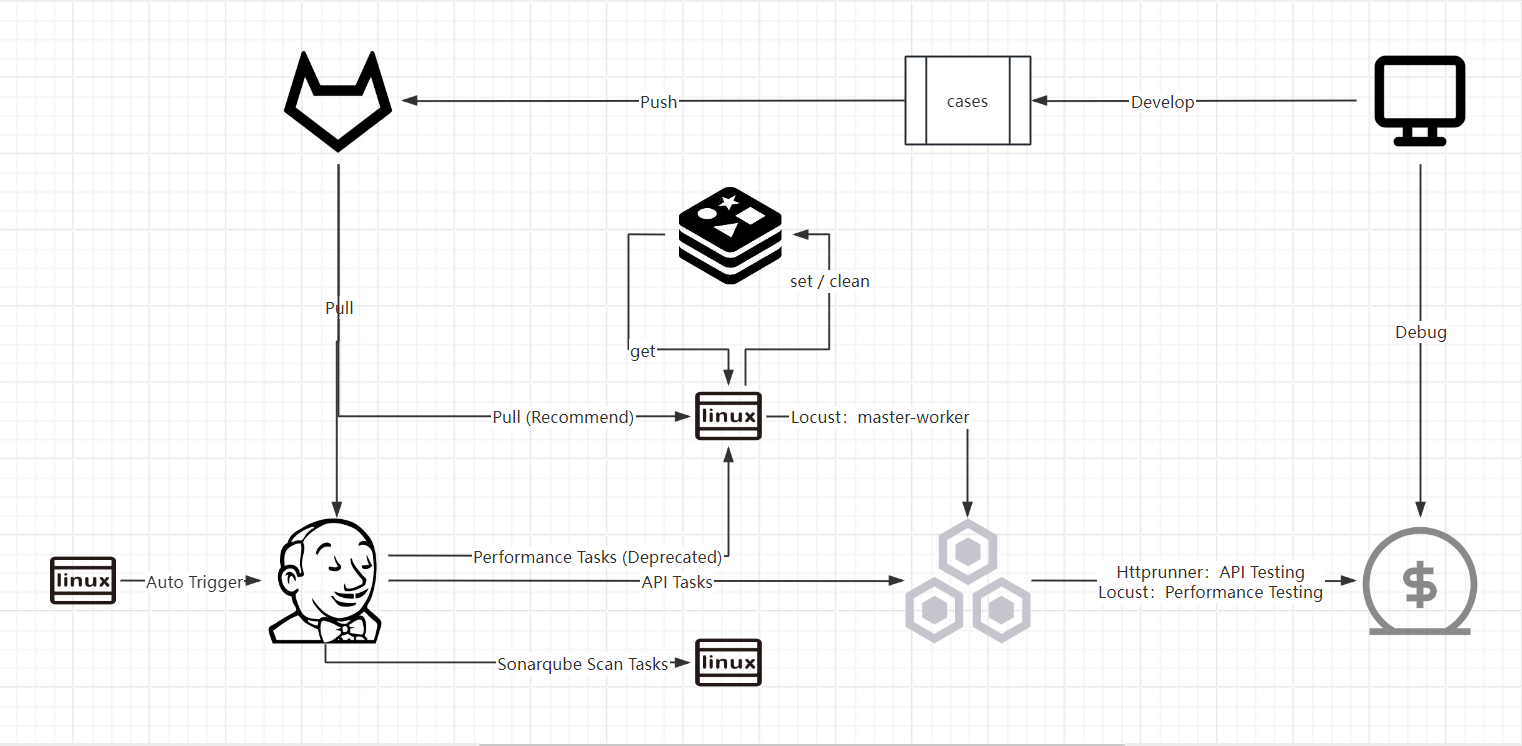 Push
cases
Develop
set / clean
Pull
Debug
get
Pull (Recommend)
linux
Locust：master-worker
Performance Tasks (Deprecated)
linux
Auto Trigger
API Tasks
Httprunner：API Testing
Locust：Performance Testing
$
Sonarqube Scan Tasks
linux